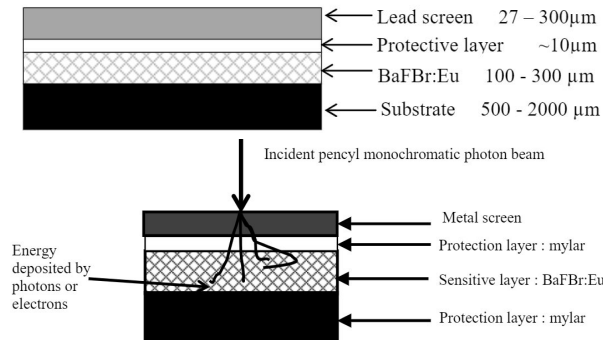 Lead screen 27 – 300µm
Protective layer ~10µm
BaFBr:Eu 100 - 300 µm
Substrate 500 - 2000 µm
Incident pencyl monochromatic photon beam
Metal screen
Protection layer : mylar
Energy
deposited by
photons or
electrons
Sensitive layer : BaFBr:Eu
Protection layer : mylar